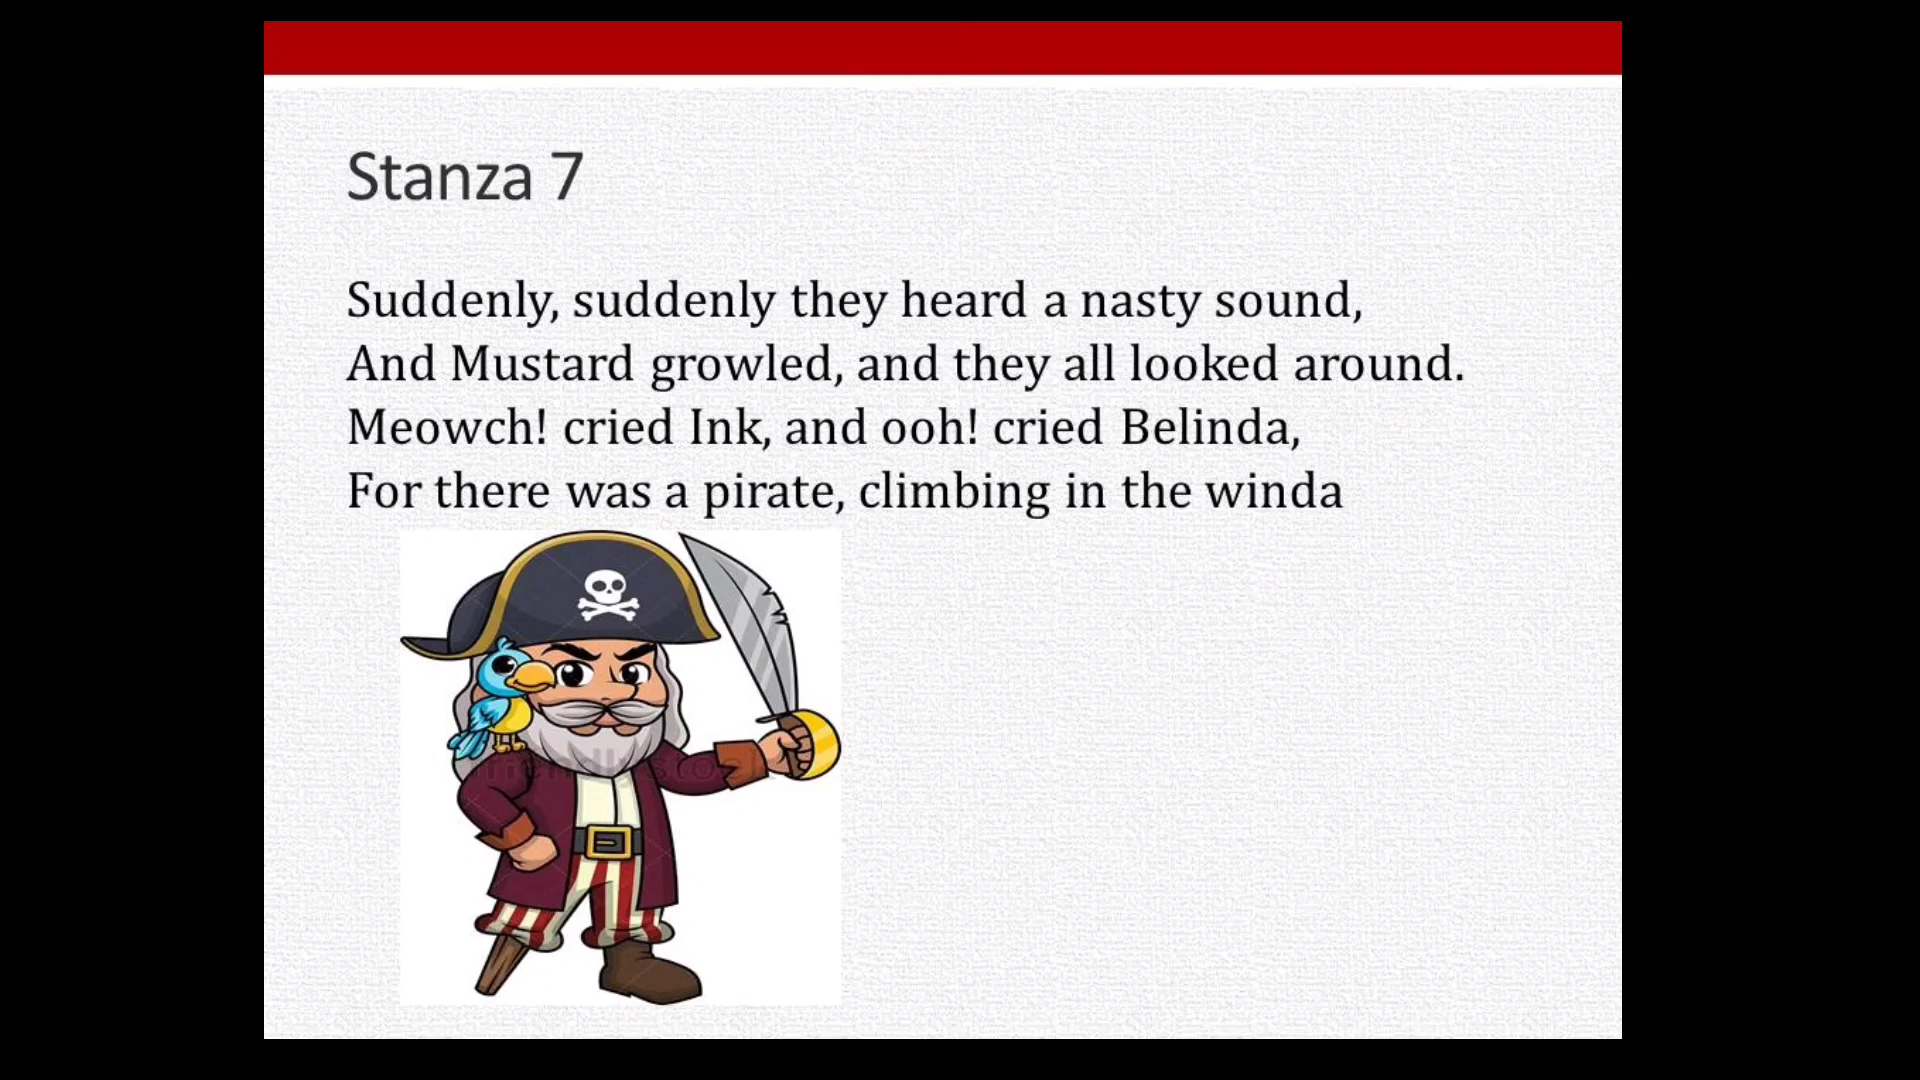 Stanza 7
Suddenly, suddenly they heard a nasty sound,
And Mustard growled, and they all looked around.
Meowch! cried Ink, and ooh! cried Belinda,
For there was a pirate, climbing in the winda